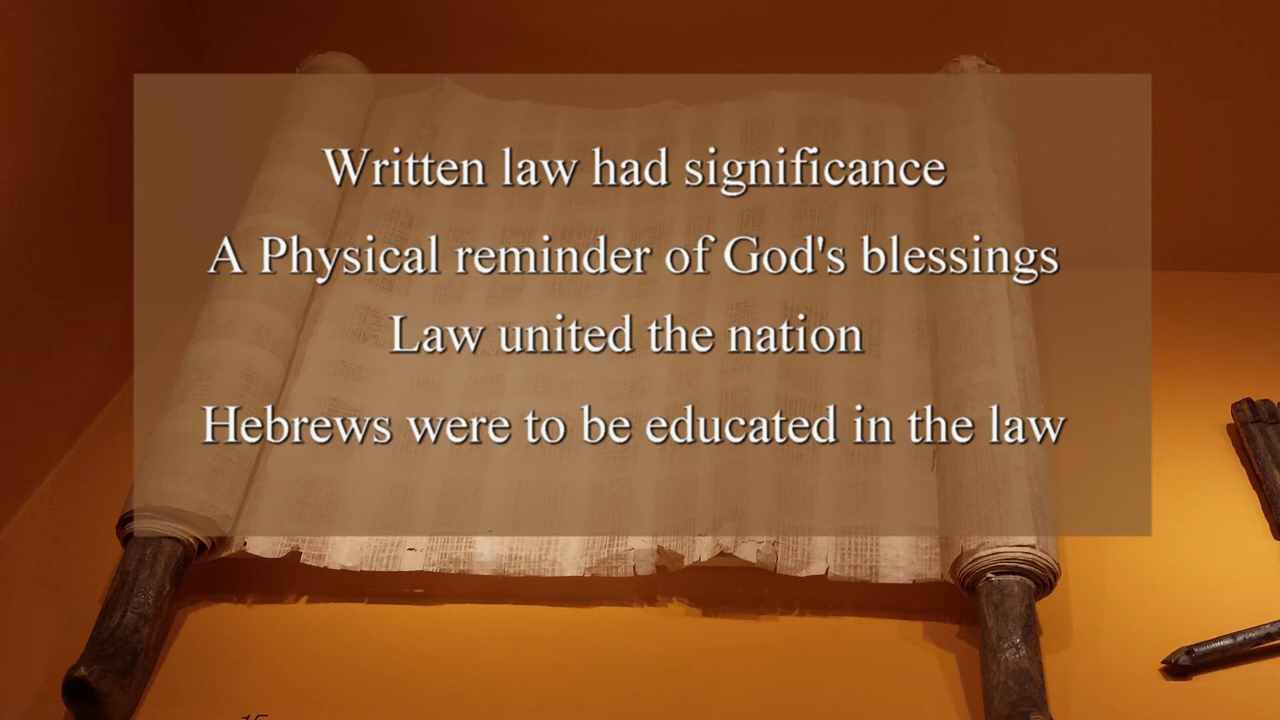 Written law had significance
A Physical reminder of God's blessings
Law united the nation
Hebrews were to be educated in the law